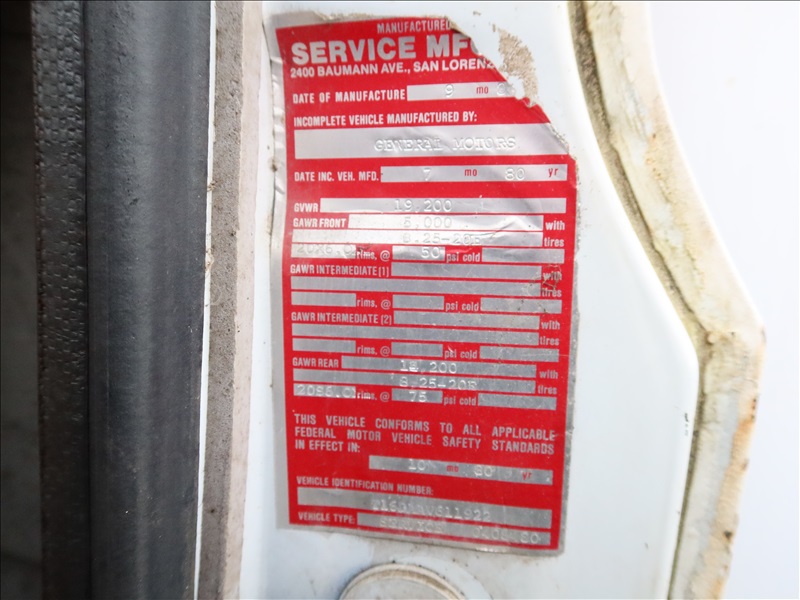 MANUFACTURED
SERVICE MFG
2400 BAUMANN AVE., SAN LORENZ
DATE OF MANUFACTURE 9 mo
INCOMPLETE VEHICLE MANUFACTURED BY:
GENERAL MOTORS
DATE INC. VEH. MFD. 7 mo 80 yr
GVWR 19,200
GAWR FRONT 6,000 with
8.25-20E tires
20X6.0 rims, @ 50 psi cold
GAWR INTERMEDIATE (1) with
tires
rims, @ psi cold
GAWR INTERMEDIATE (2) with
tires
rims, @ psi cold
GAWR REAR with
8.25-20E tires
rims, @ 75 psi cold
THIS VEHICLE CONFORMS TO ALL APPLICABLE
FEDERAL MOTOR VEHICLE SAFETY STANDARDS
IN EFFECT IN:
10 mo 80 yr
VEHICLE IDENTIFICATION NUMBER:
VEHICLE TYPE: